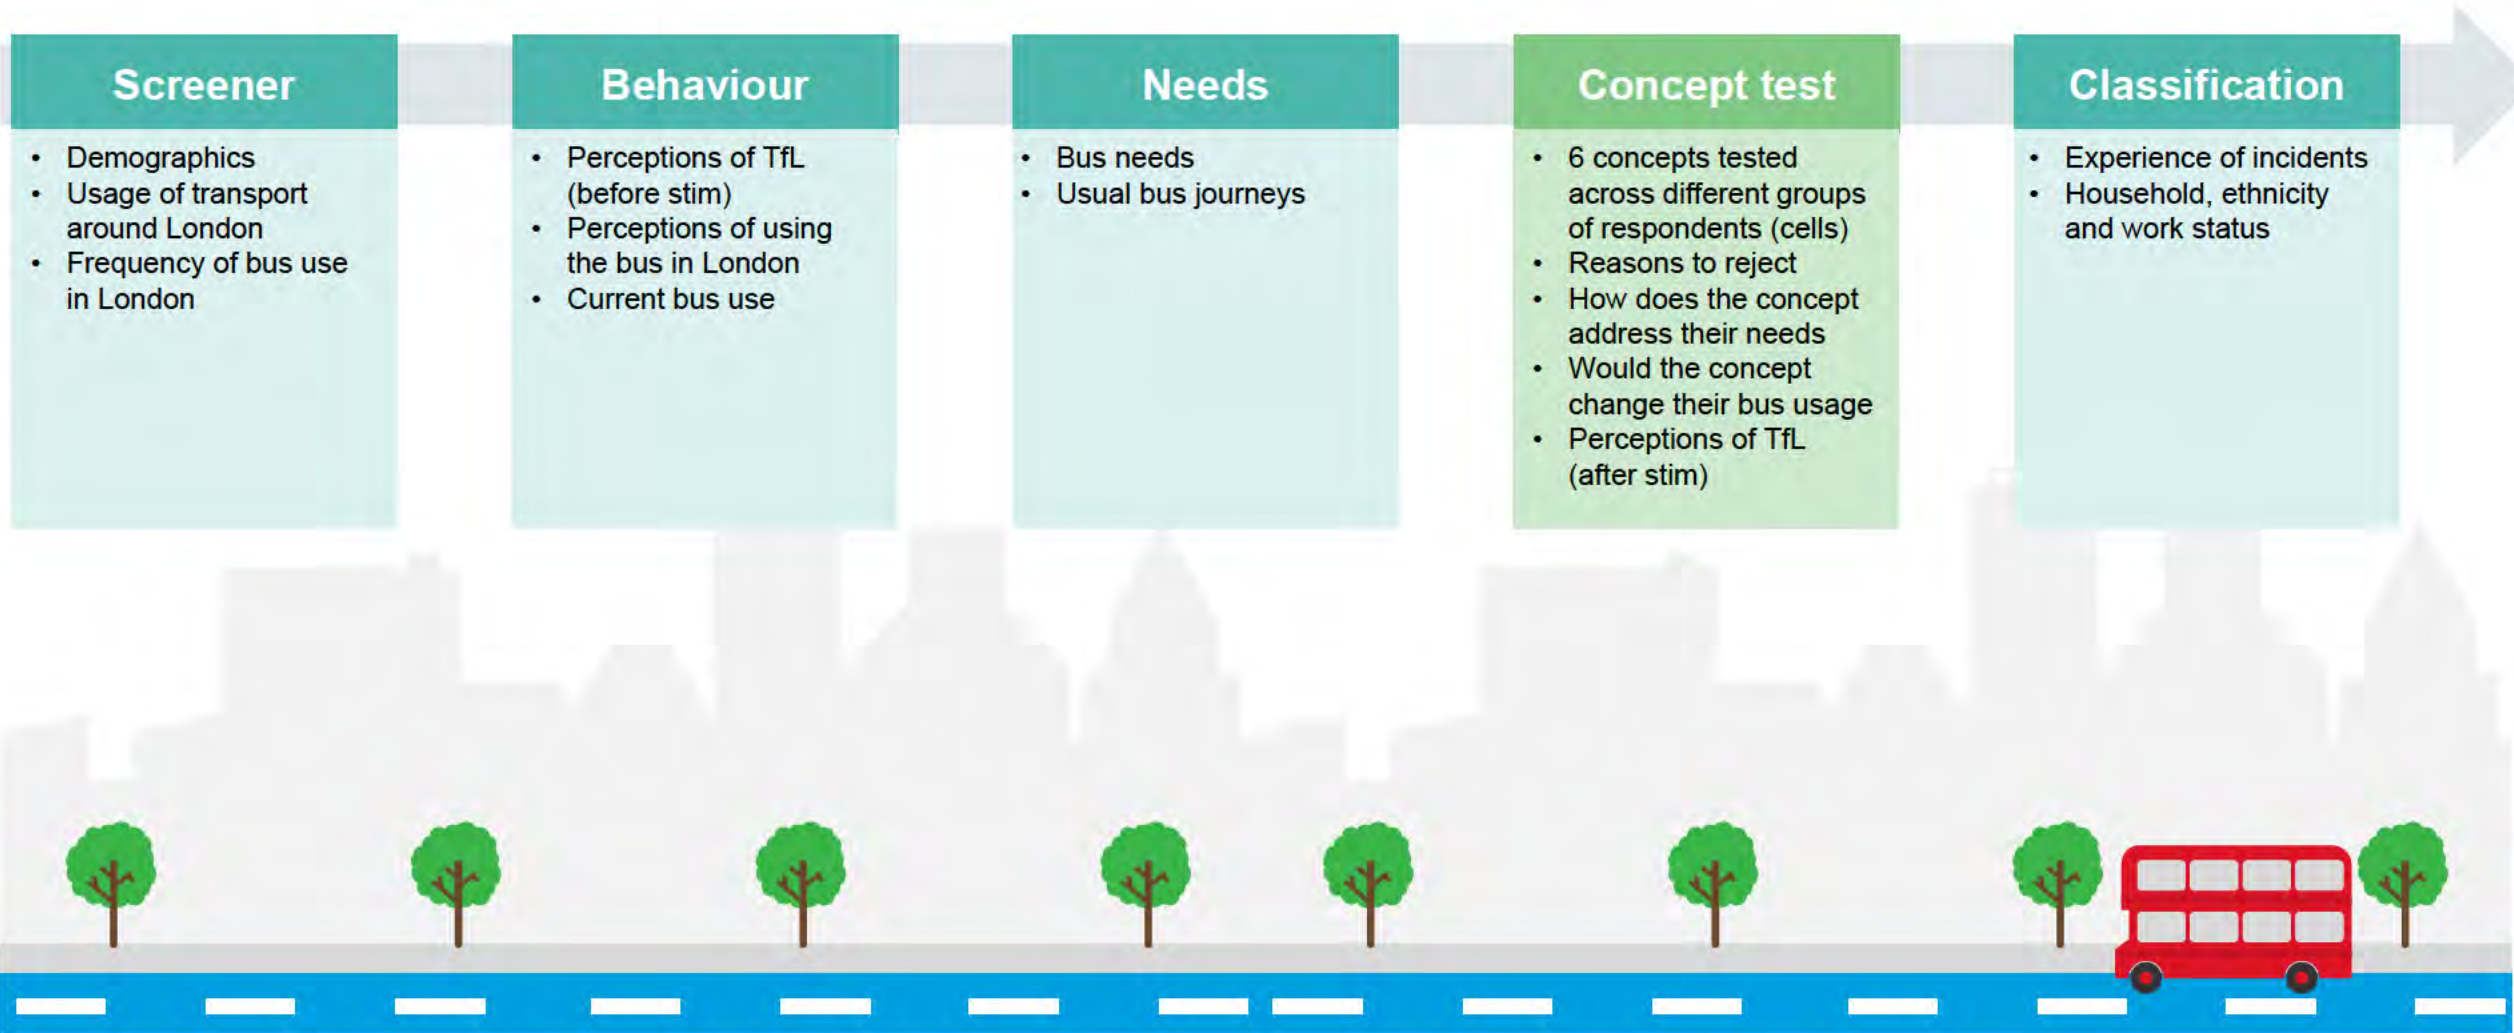 Screener
• Demographics
• Usage of transport
around London
• Frequency of bus use
in London
Behaviour
• Perceptions of TfL
(before stim)
• Perceptions of using
the bus in London
• Current bus use
Needs
• Bus needs
• Usual bus journeys
Concept test
• 6 concepts tested
across different groups
of respondents (cells)
• Reasons to reject
• How does the concept
address their needs
• Would the concept
change their bus usage
• Perceptions of TfL
(after stim)
Classification
• Experience of incidents
• Household, ethnicity
and work status